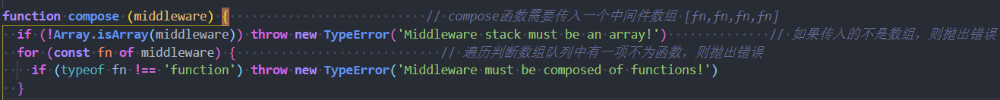 function compose (middleware) { // compose函数需要传入一个中间件数组 [fn,fn,fn,fn]
if (!Array.isArray(middleware)) throw new TypeError('Middleware stack must be an array!') // 如果传入的不是数组，则抛出错误
for (const fn of middleware) { // 遍历判断数组队列中有一项不为函数，则抛出错误
if (typeof fn !== 'function') throw new TypeError('Middleware must be composed of functions!')
}